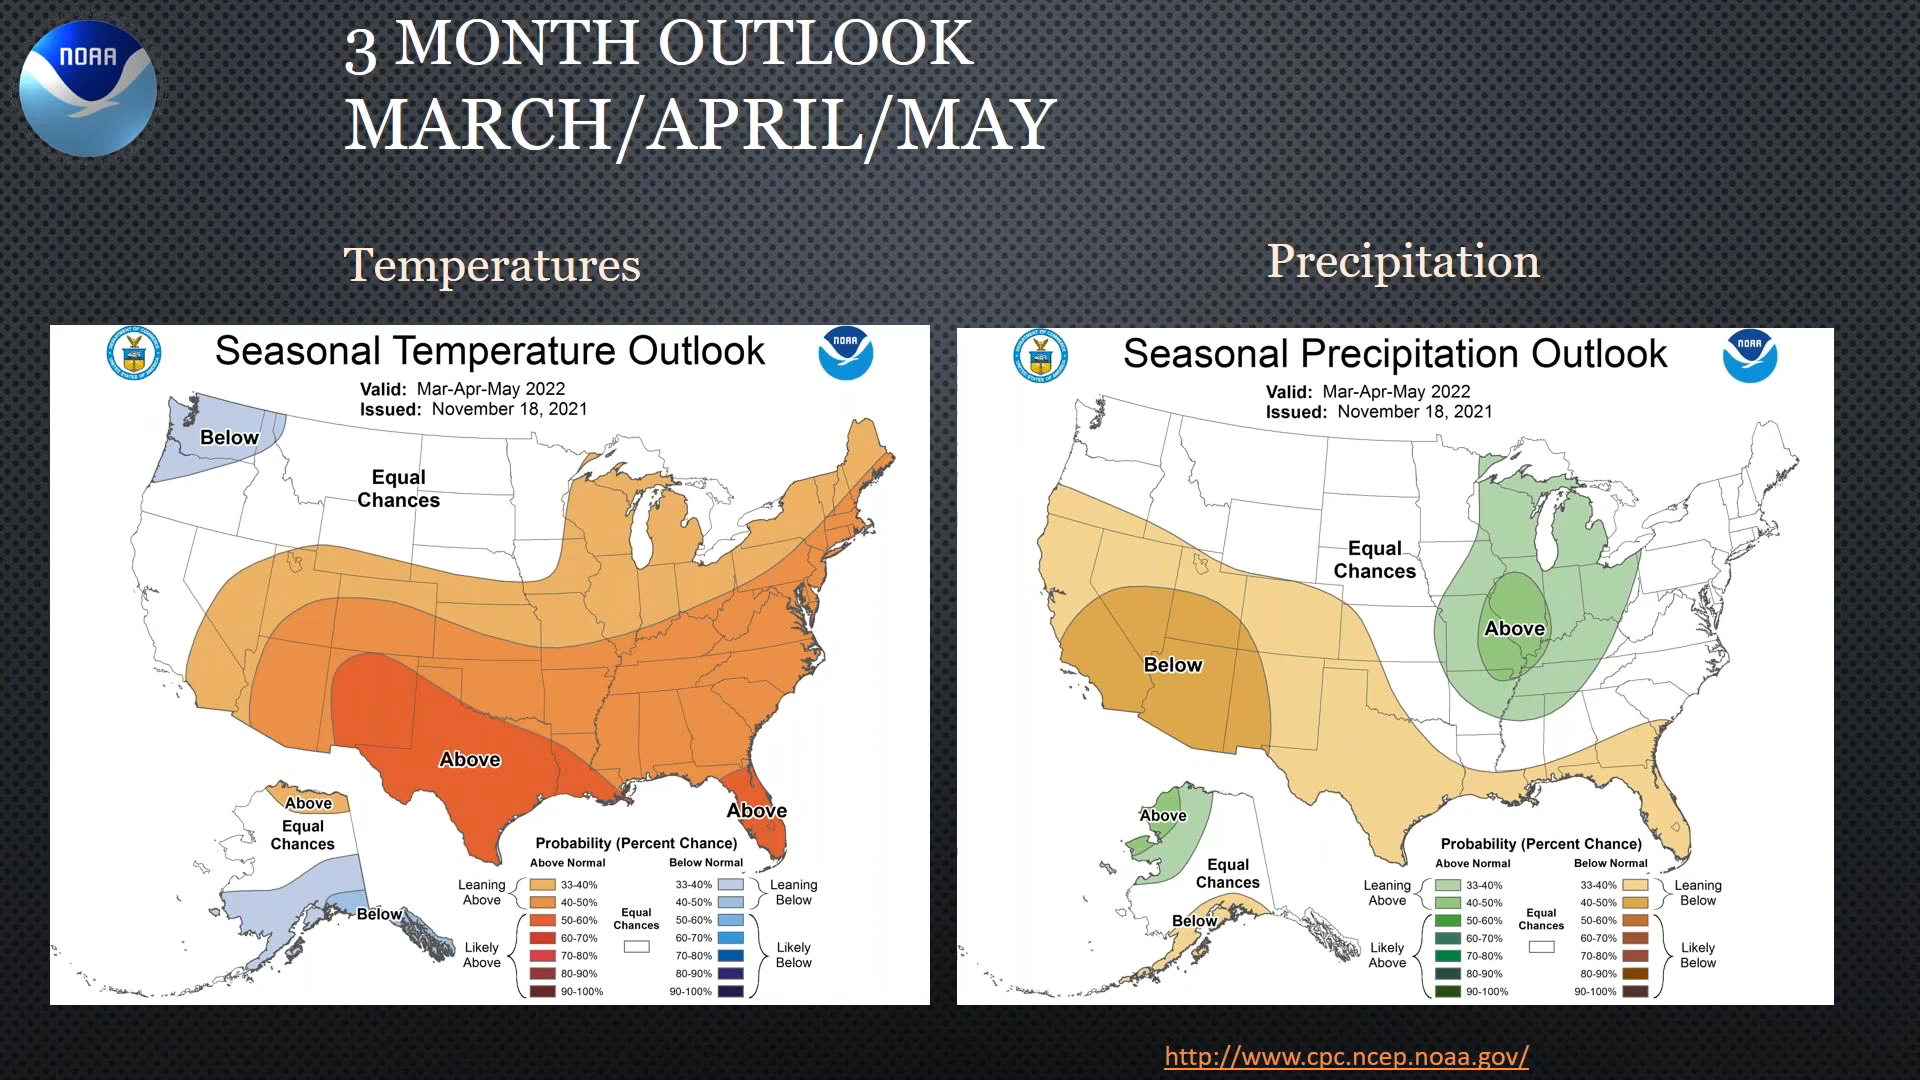 NOAA
3 MONTH OUTLOOK
MARCH/APRIL/MAY
Temperatures
Precipitation
Seasonal Temperature Outlook
NOAA
Valid: Mar-Apr-May 2022
Issued: November 18, 2021
Below
Equal
Chances
Above
Above
Above
Equal
Chances
Below
Probability (Percent Chance)
Above Normal
Below Normal
Leaning
Above
33-40%
40-50%
Likely
Above
50-60%
60-70%
70-80%
80-90%
90-100%
Equal
Chances
33-40%
40-50%
Leaning
Below
50-60%
60-70%
70-80%
80-90%
90-100%
Likely
Below
Seasonal Precipitation Outlook
NOAA
Valid: Mar-Apr-May 2022
Issued: November 18, 2021
Equal
Chances
Above
Below
Above
Equal
Chances
Below
Probability (Percent Chance)
Above Normal
Below Normal
Leaning
Above
33-40%
40-50%
Likely
Above
50-60%
60-70%
70-80%
80-90%
90-100%
Equal
Chances
33-40%
40-50%
Leaning
Below
50-60%
60-70%
70-80%
80-90%
90-100%
Likely
Below
http://www.cpc.ncep.noaa.gov/